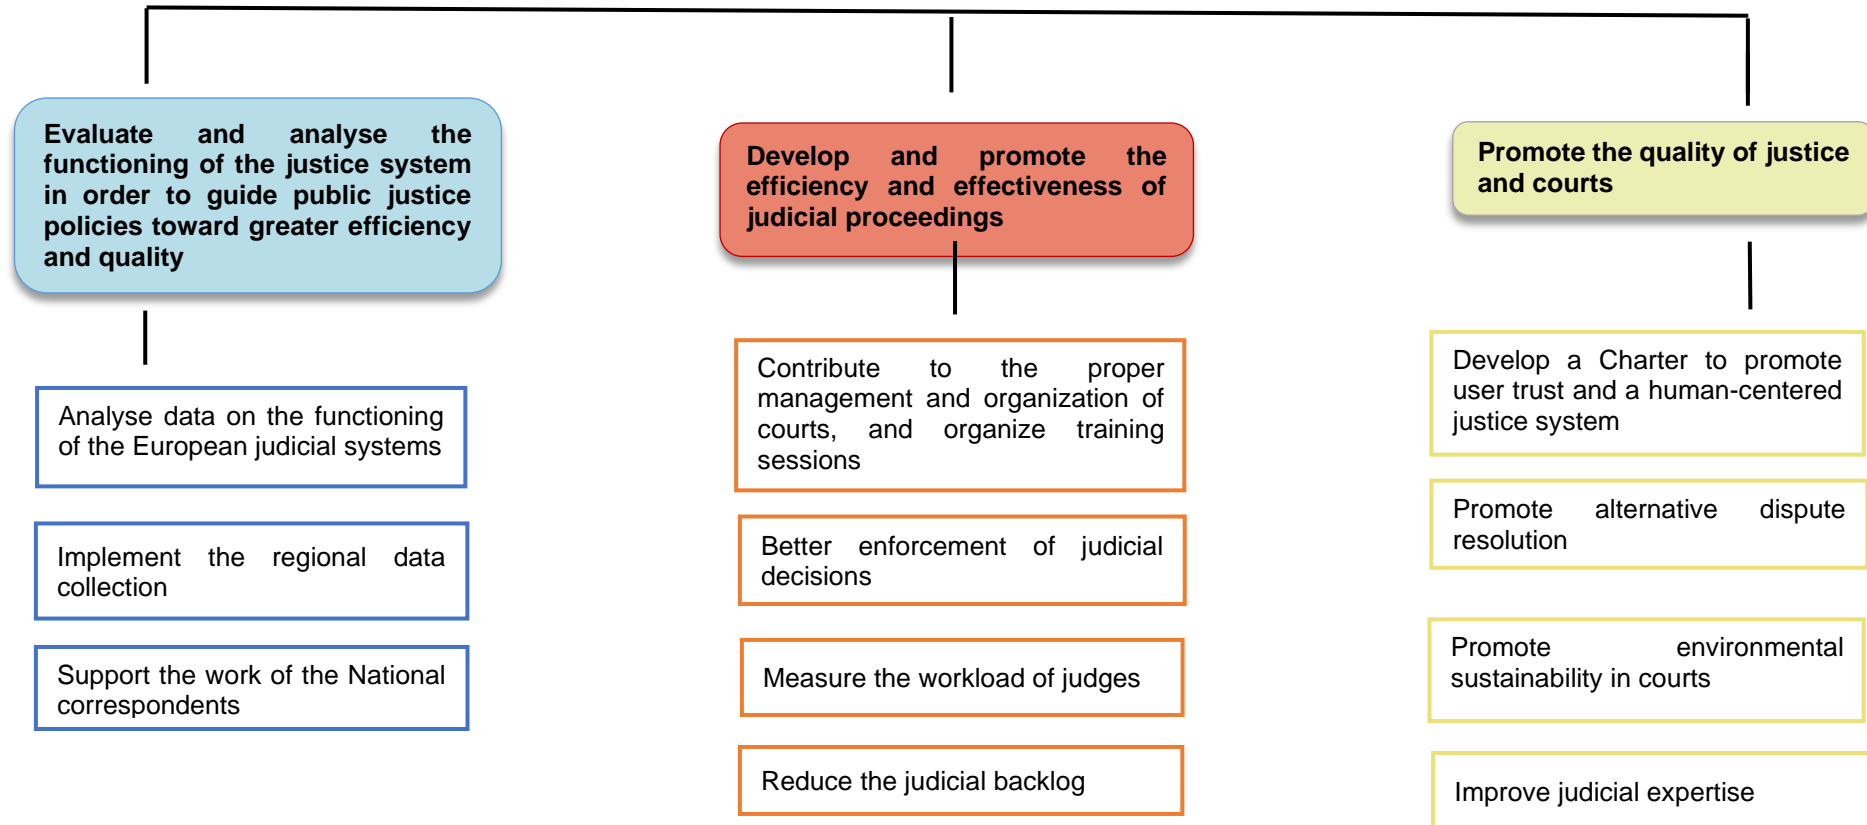 Evaluate and analyse the
functioning of the justice system
in order to guide public justice
policies toward greater efficiency
and quality
Analyse data on the functioning
of the European judicial systems
Implement the regional data
collection
Support the work of the National
correspondents
Develop and promote the
efficiency and effectiveness of
judicial proceedings
Contribute to the proper
management and organization of
courts, and organize training
sessions
Better enforcement of judicial
decisions
Measure the workload of judges
Reduce the judicial backlog
Promote the quality of justice
and courts
Develop a Charter to promote
user trust and a human-centered
justice system
Promote alternative dispute
resolution
Promote environmental
sustainability in courts
Improve judicial expertise